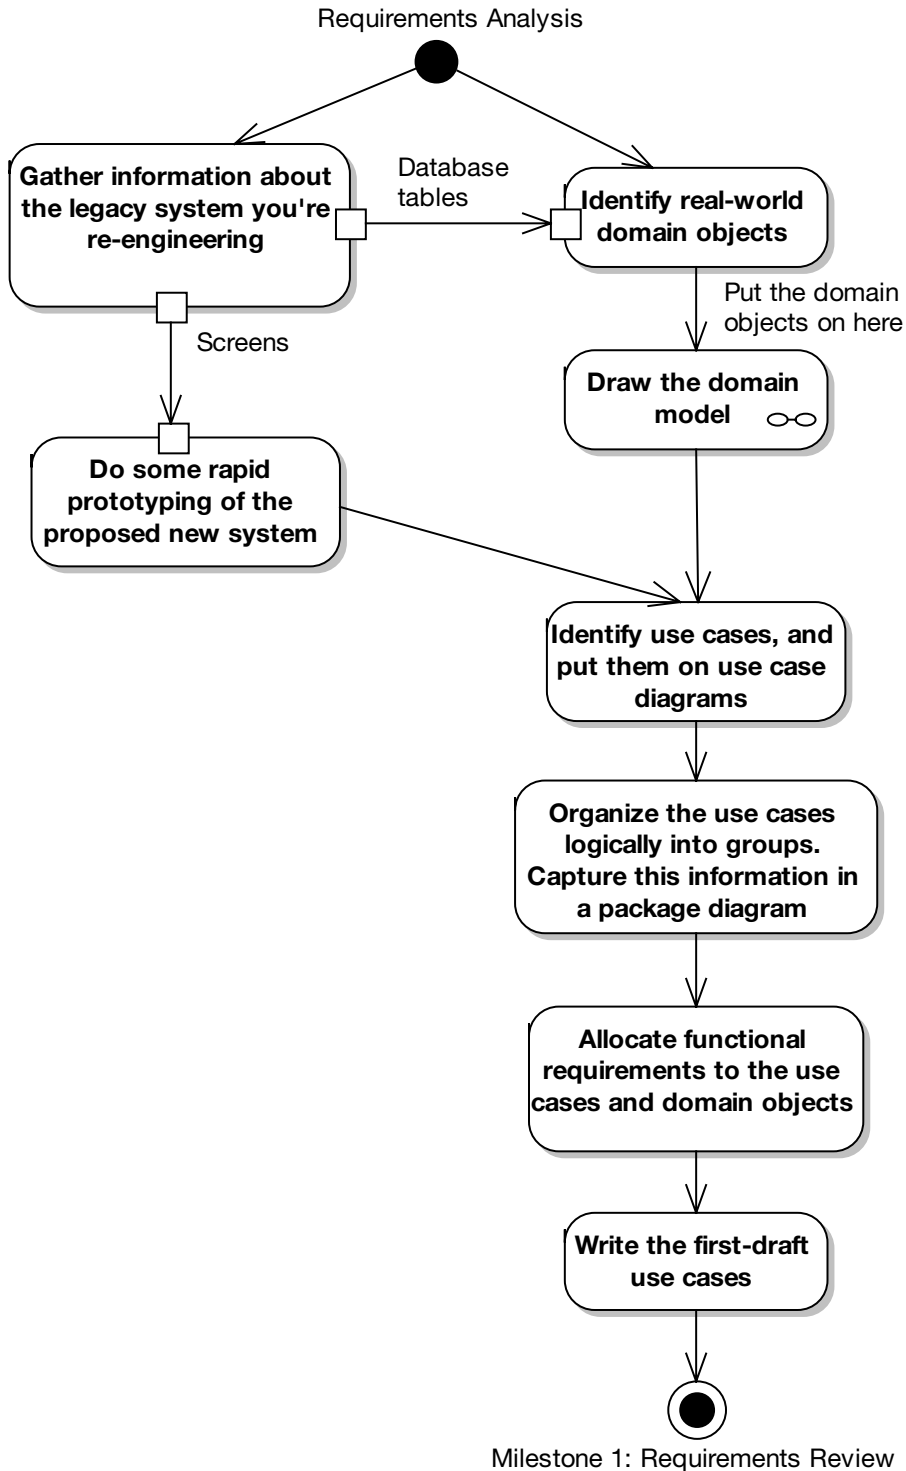 Requirements Analysis
Gather information about
the legacy system you're
re-engineering
Database
tables
Identify real-world
domain objects
Put the domain
objects on here
Screens
Draw the domain
model
Do some rapid
prototyping of the
proposed new system
Identify use cases, and
put them on use case
diagrams
Organize the use cases
logically into groups.
Capture this information in
a package diagram
Allocate functional
requirements to the use
cases and domain objects
Write the first-draft
use cases
Milestone 1: Requirements Review